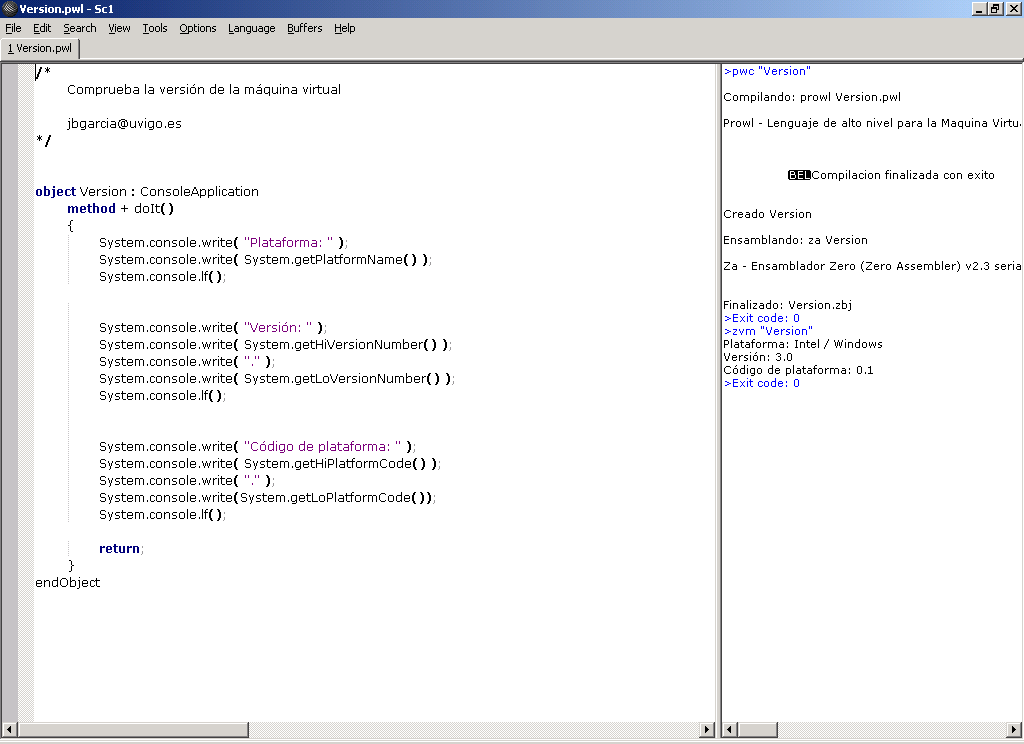 Version.pwl - Sc1
File Edit Search View Tools Options Language Buffers Help
1 Version.pwl
/*
Comprueba la versión de la máquina virtual
jbgarcia@uvigo.es
*/
object Version : ConsoleApplication
method + doIt()
{
System.console.write( "Plataforma: " );
System.console.write( System.getPlatformName() );
System.console.lf();
System.console.write( "Versión: " );
System.console.write( System.getHiVersionNumber() );
System.console.write( "." );
System.console.write( System.getLoVersionNumber() );
System.console.lf();
System.console.write( "Código de plataforma: " );
System.console.write( System.getHiPlatformCode() );
System.console.write( "." );
System.console.write(System.getLoPlatformCode());
System.console.lf();
return;
}
endObject
>pwc "Version"
Compilando: prowl Version.pwl
Prowl - Lenguaje de alto nivel para la Maquina Virtu
BELCompilacion finalizada con exito
Creado Version
Ensamblando: za Version
Za - Ensamblador Zero (Zero Assembler) v2.3 seria
Finalizado: Version.zbj
>Exit code: 0
>zvm "Version"
Plataforma: Intel / Windows
Versión: 3.0
Código de plataforma: 0.1
>Exit code: 0